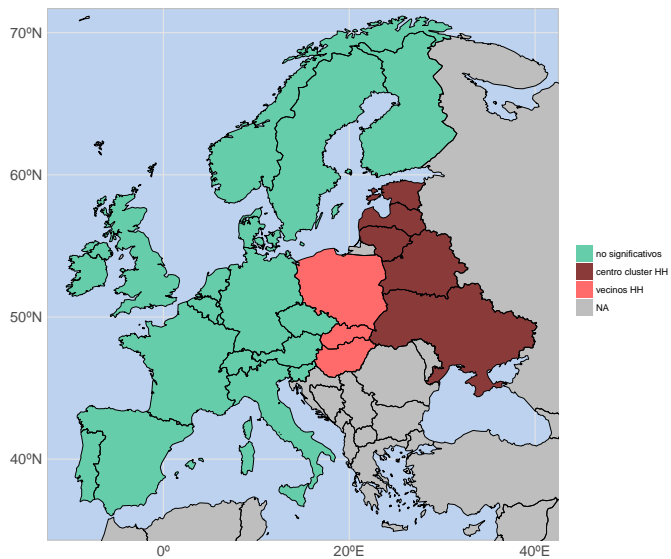 70ºN
60ºN
50ºN
40ºN
0º
20ºE
40ºE
no significativos
centro cluster HH
vecinos HH
NA